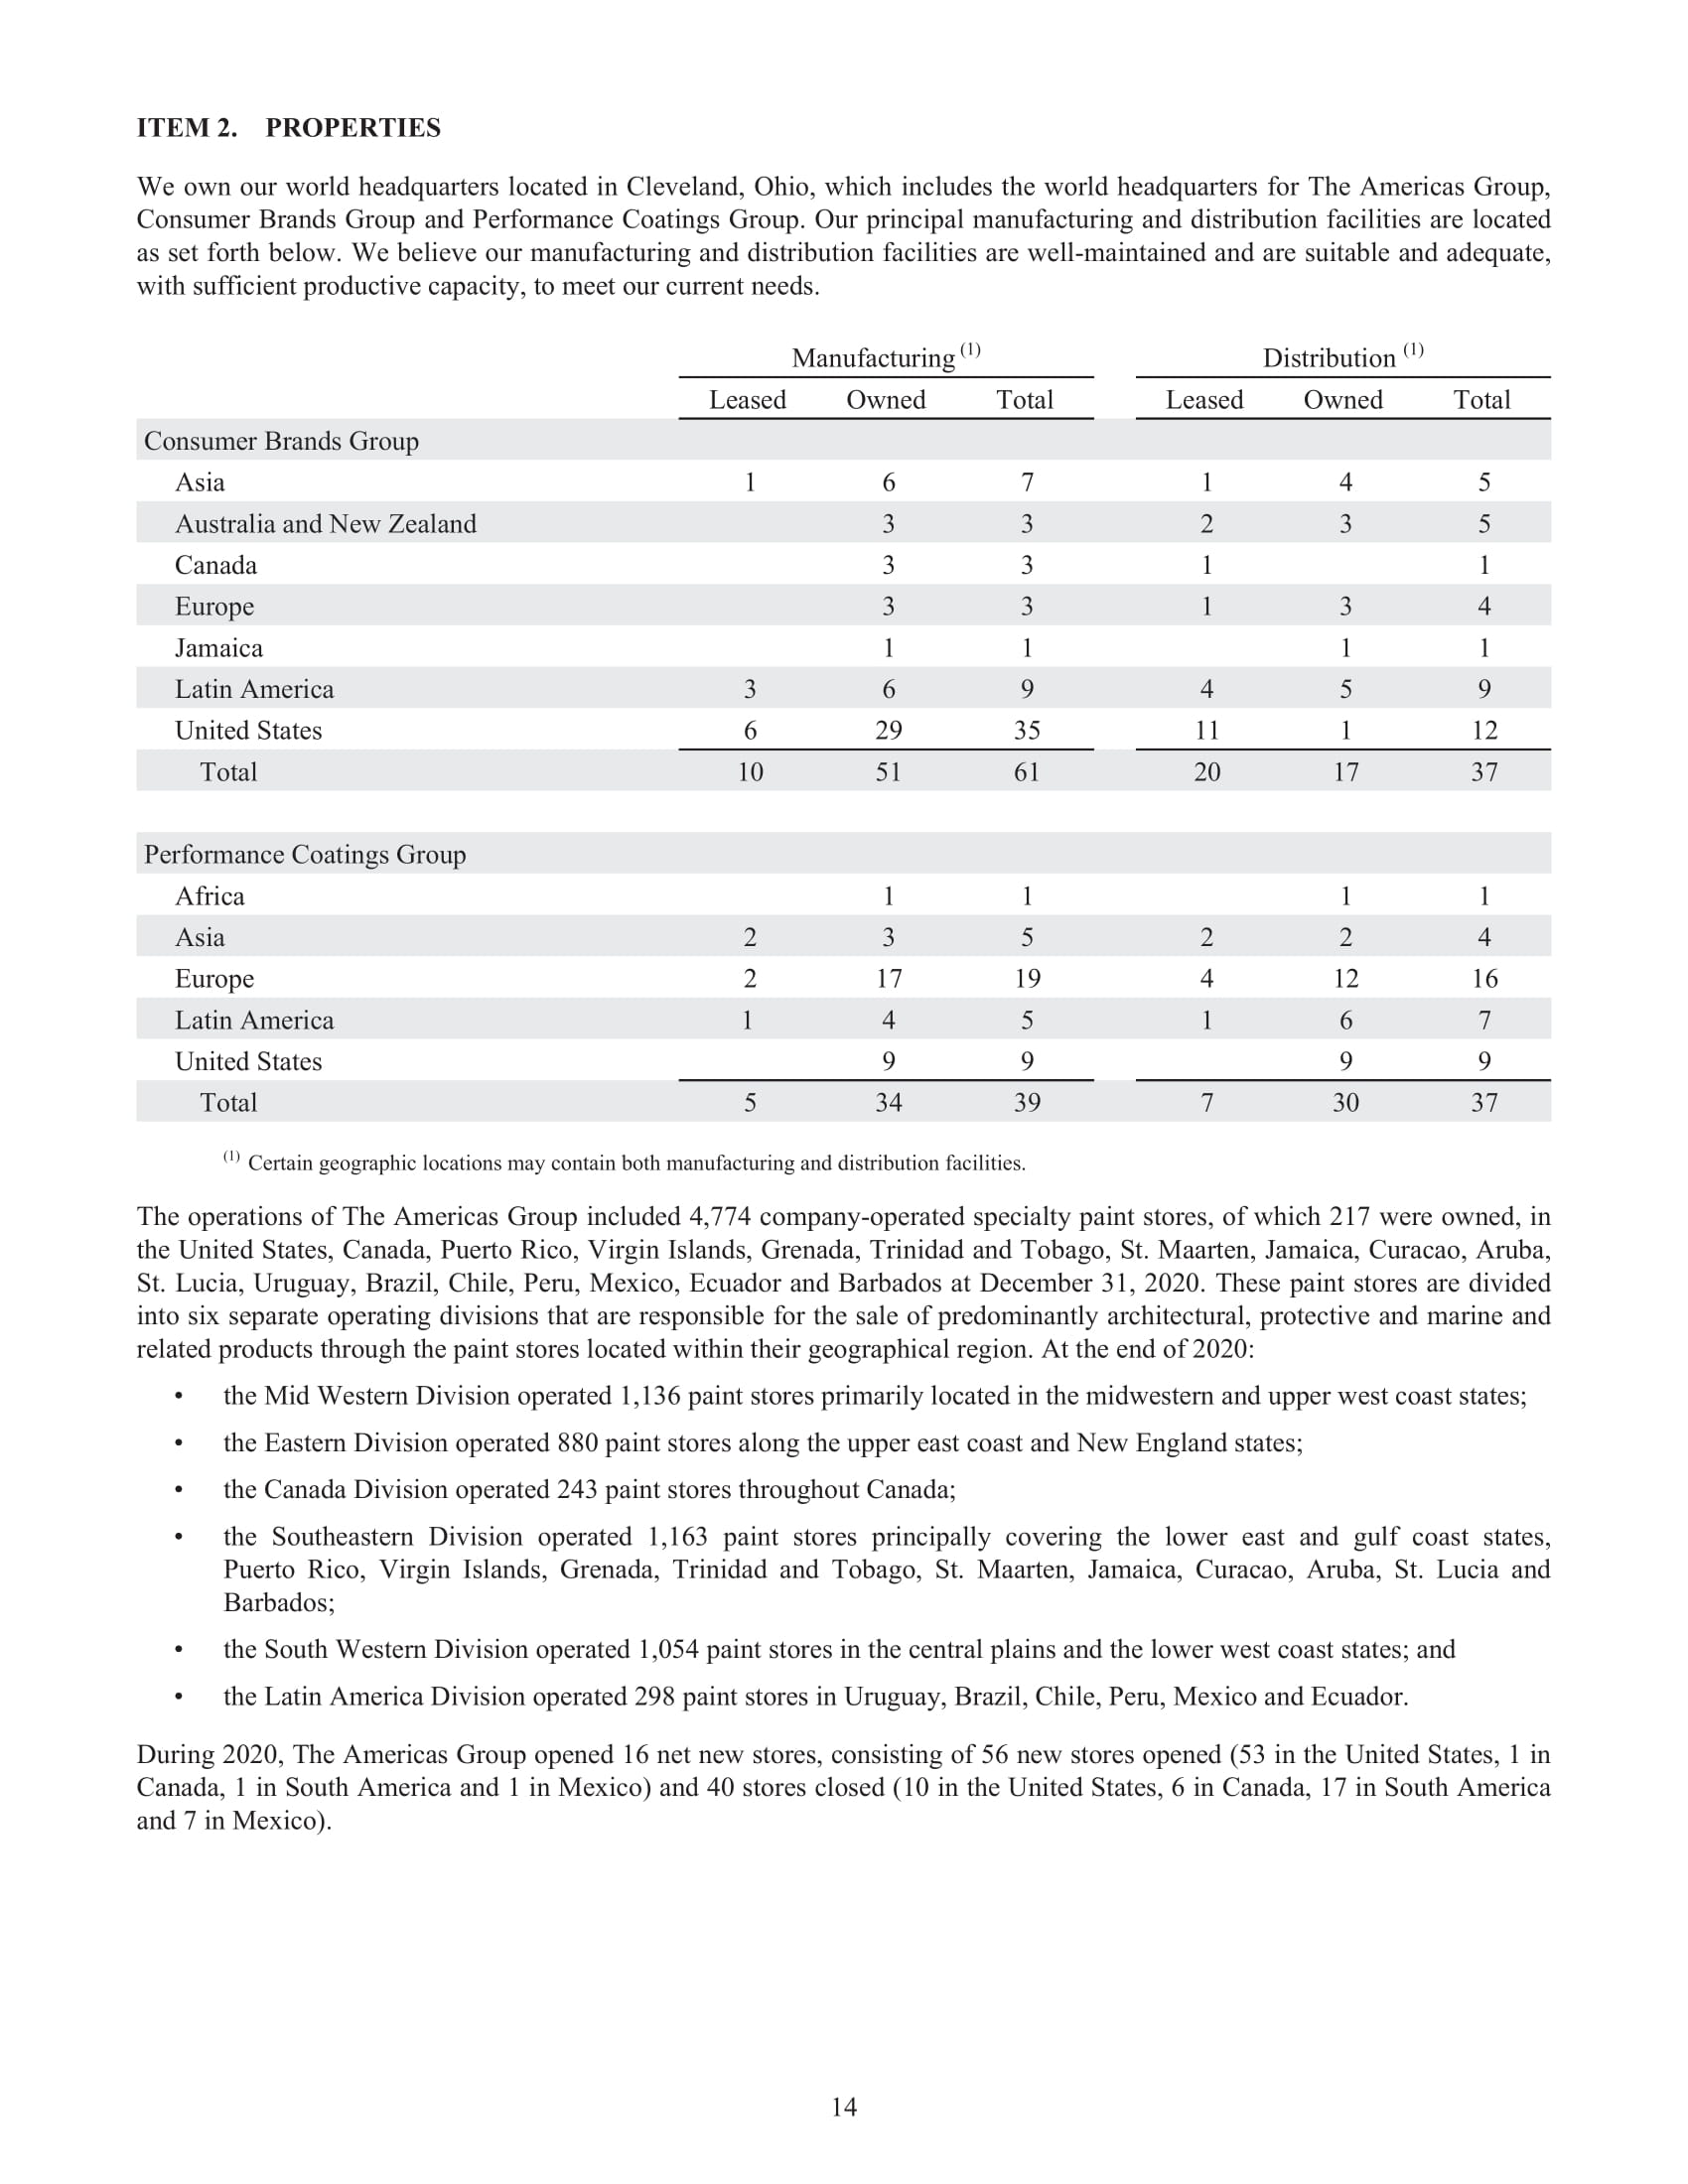 ITEM 2. PROPERTIES
We own our world headquarters located in Cleveland, Ohio, which includes the world headquarters for The Americas Group,
Consumer Brands Group and Performance Coatings Group. Our principal manufacturing and distribution facilities are located
as set forth below. We believe our manufacturing and distribution facilities are well-maintained and are suitable and adequate,
with sufficient productive capacity, to meet our current needs.
Manufacturing (1) Distribution (1)
Leased Owned Total Leased Owned Total
Consumer Brands Group
Asia 1 6 7 1 4 5
Australia and New Zealand 3 3 2 3 5
Canada 3 3 1 1
Europe 3 3 1 3 4
Jamaica 1 1 1 1
Latin America 3 6 9 4 5 9
United States 6 29 35 11 1 12
Total 10 51 61 20 17 37
Performance Coatings Group
Africa 1 1 1 1
Asia 2 3 5 2 2 4
Europe 2 17 19 4 12 16
Latin America 1 4 5 1 6 7
United States 9 9 9 9
Total 5 34 39 7 30 37
(1) Certain geographic locations may contain both manufacturing and distribution facilities.
The operations of The Americas Group included 4,774 company-operated specialty paint stores, of which 217 were owned, in
the United States, Canada, Puerto Rico, Virgin Islands, Grenada, Trinidad and Tobago, St. Maarten, Jamaica, Curacao, Aruba,
St. Lucia, Uruguay, Brazil, Chile, Peru, Mexico, Ecuador and Barbados at December 31, 2020. These paint stores are divided
into six separate operating divisions that are responsible for the sale of predominantly architectural, protective and marine and
related products through the paint stores located within their geographical region. At the end of 2020:
• the Mid Western Division operated 1,136 paint stores primarily located in the midwestern and upper west coast states;
• the Eastern Division operated 880 paint stores along the upper east coast and New England states;
• the Canada Division operated 243 paint stores throughout Canada;
• the Southeastern Division operated 1,163 paint stores principally covering the lower east and gulf coast states,
Puerto Rico, Virgin Islands, Grenada, Trinidad and Tobago, St. Maarten, Jamaica, Curacao, Aruba, St. Lucia and
Barbados;
• the South Western Division operated 1,054 paint stores in the central plains and the lower west coast states; and
• the Latin America Division operated 298 paint stores in Uruguay, Brazil, Chile, Peru, Mexico and Ecuador.
During 2020, The Americas Group opened 16 net new stores, consisting of 56 new stores opened (53 in the United States, 1 in
Canada, 1 in South America and 1 in Mexico) and 40 stores closed (10 in the United States, 6 in Canada, 17 in South America
and 7 in Mexico).
14